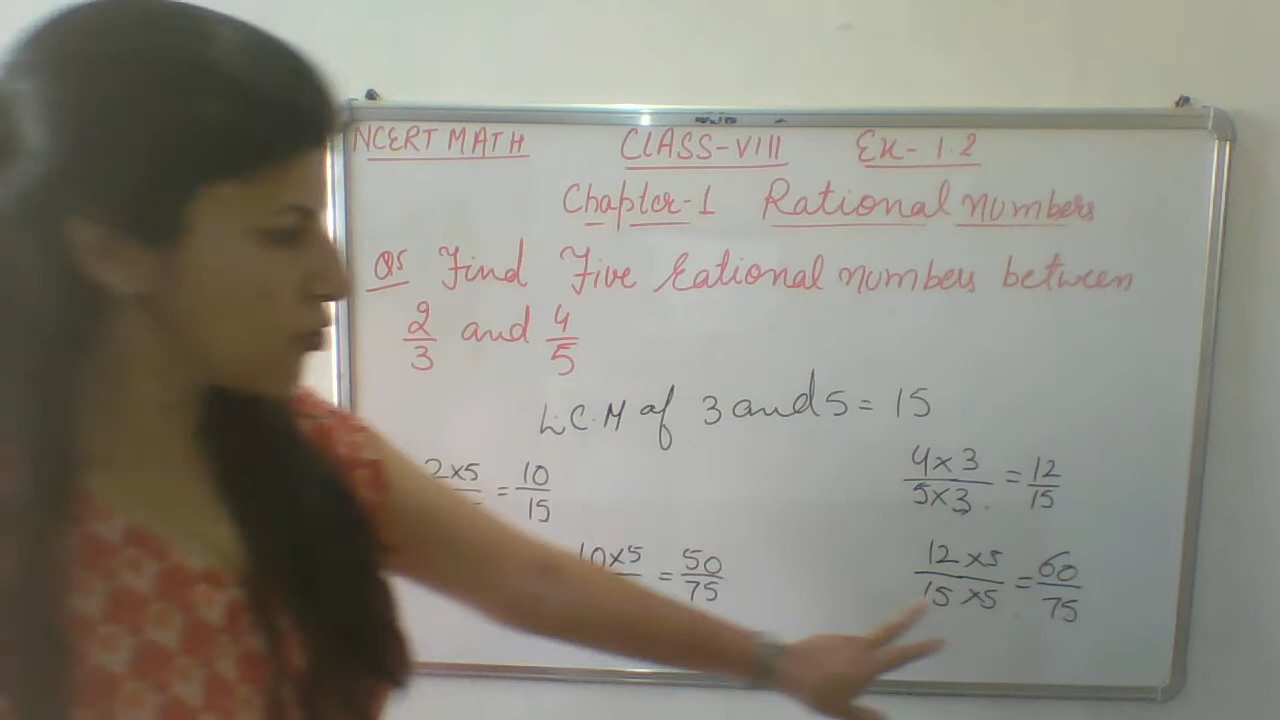 NCERT MATH CLASS-VIII Ex-1.2
Chapter-1 Rational numbers
Q5 Find Five Rational numbers between
2/3 and 4/5
L.C.M of 3 and 5 = 15
2×5 = 10/15
4×3/5×3 = 12/15
10×5 = 50/75
12×5/15×5 = 60/75